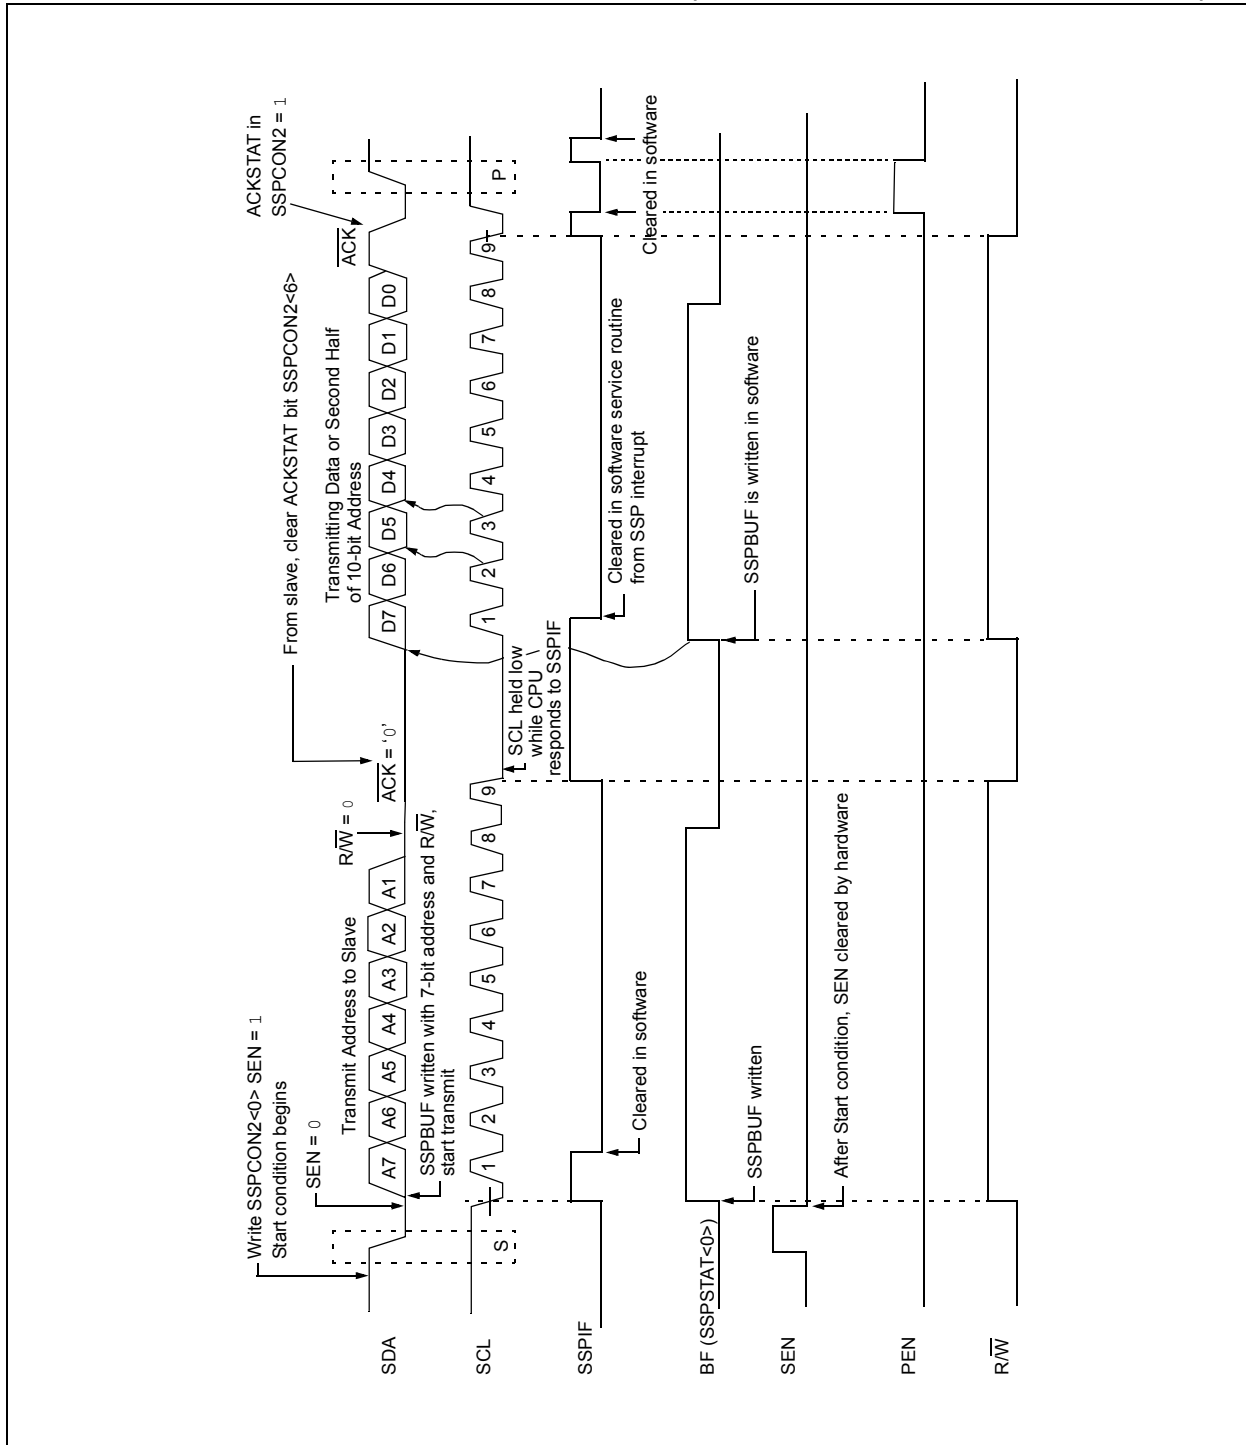 Write SSPCON2<0> SEN = 1
Start condition begins
SEN = 0
Transmit Address to Slave
R/W = 0
From slave, clear ACKSTAT bit SSPCON2<6>
ACK = ‘0’
Transmitting Data or Second Half
of 10-bit Address
ACKSTAT in
SSPCON2 = 1
ACK
SDA
A7 A6 A5 A4 A3 A2 A1
D7 D6 D5 D4 D3 D2 D1 D0
SSPBUF written with 7-bit address and R/W,
start transmit
SCL
S
1 2 3 4 5 6 7 8 9
1 2 3 4 5 6 7 8 9
P
SCL held low
while CPU
responds to SSPIF
SSPIF
Cleared in software
Cleared in software service routine
from SSP interrupt
Cleared in software
Cleared in software
BF (SSPSTAT<0>)
SSPBUF written
SSPBUF is written in software
SEN
After Start condition, SEN cleared by hardware
PEN
R/W